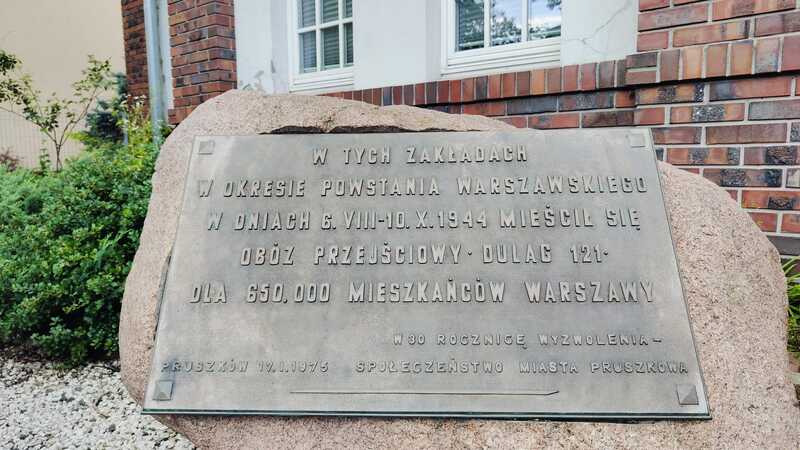 W TYCH ZAKŁADACH
W OKRESIE POWSTANIA WARSZAWSKIEGO
W DNIACH 6.VIII-10.X.1944 MIEŚCIŁ SIĘ
OBÓZ PRZEJŚCIOWY · DULAG 121·
DLA 650.000 MIESZKAŃCÓW WARSZAWY
W 30 ROCZNICĘ WYZWOLENIA –
PRUSZKÓW 17.I.1975 SPOŁECZEŃSTWO MIASTA PRUSZKOWA